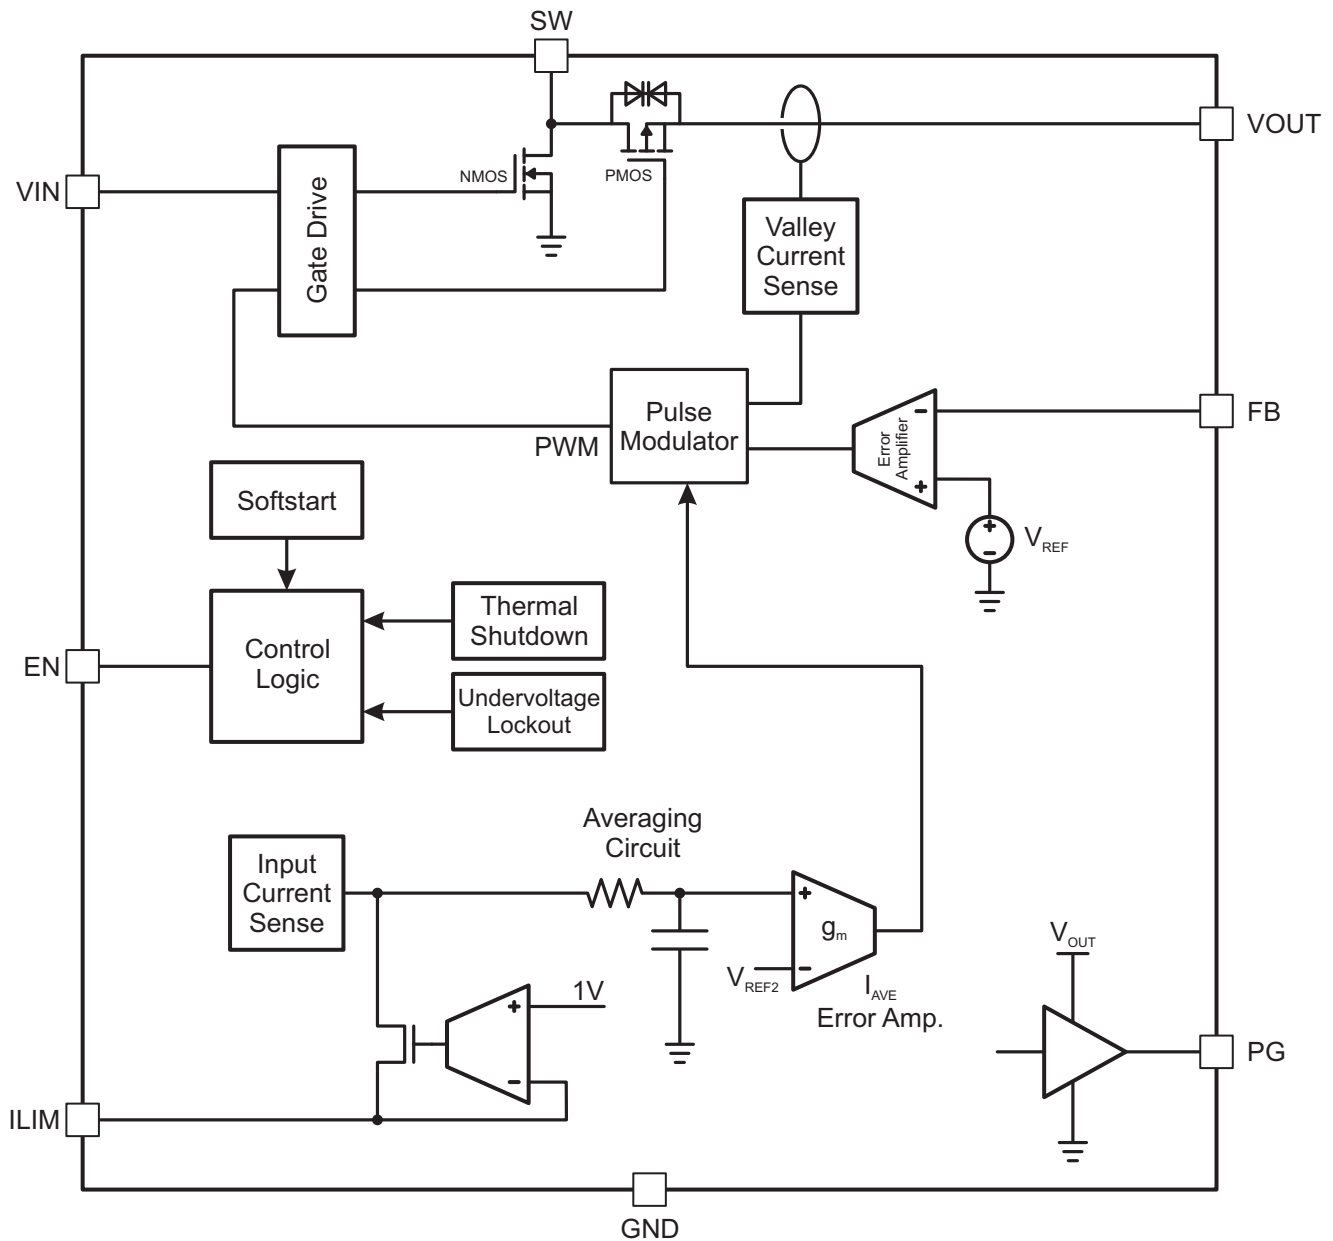 SW
VOUT
VIN
NMOS
PMOS
Gate Drive
Valley
Current
Sense
Pulse
Modulator
PWM
Error
Amplifier
-
+
FB
+
-
VREF
Softstart
Thermal
Shutdown
Control
Logic
EN
Undervoltage
Lockout
Averaging
Circuit
Input
Current
Sense
+
gm
-
VREF2
IAVE
Error Amp.
VOUT
1V
+
-
PG
ILIM
GND